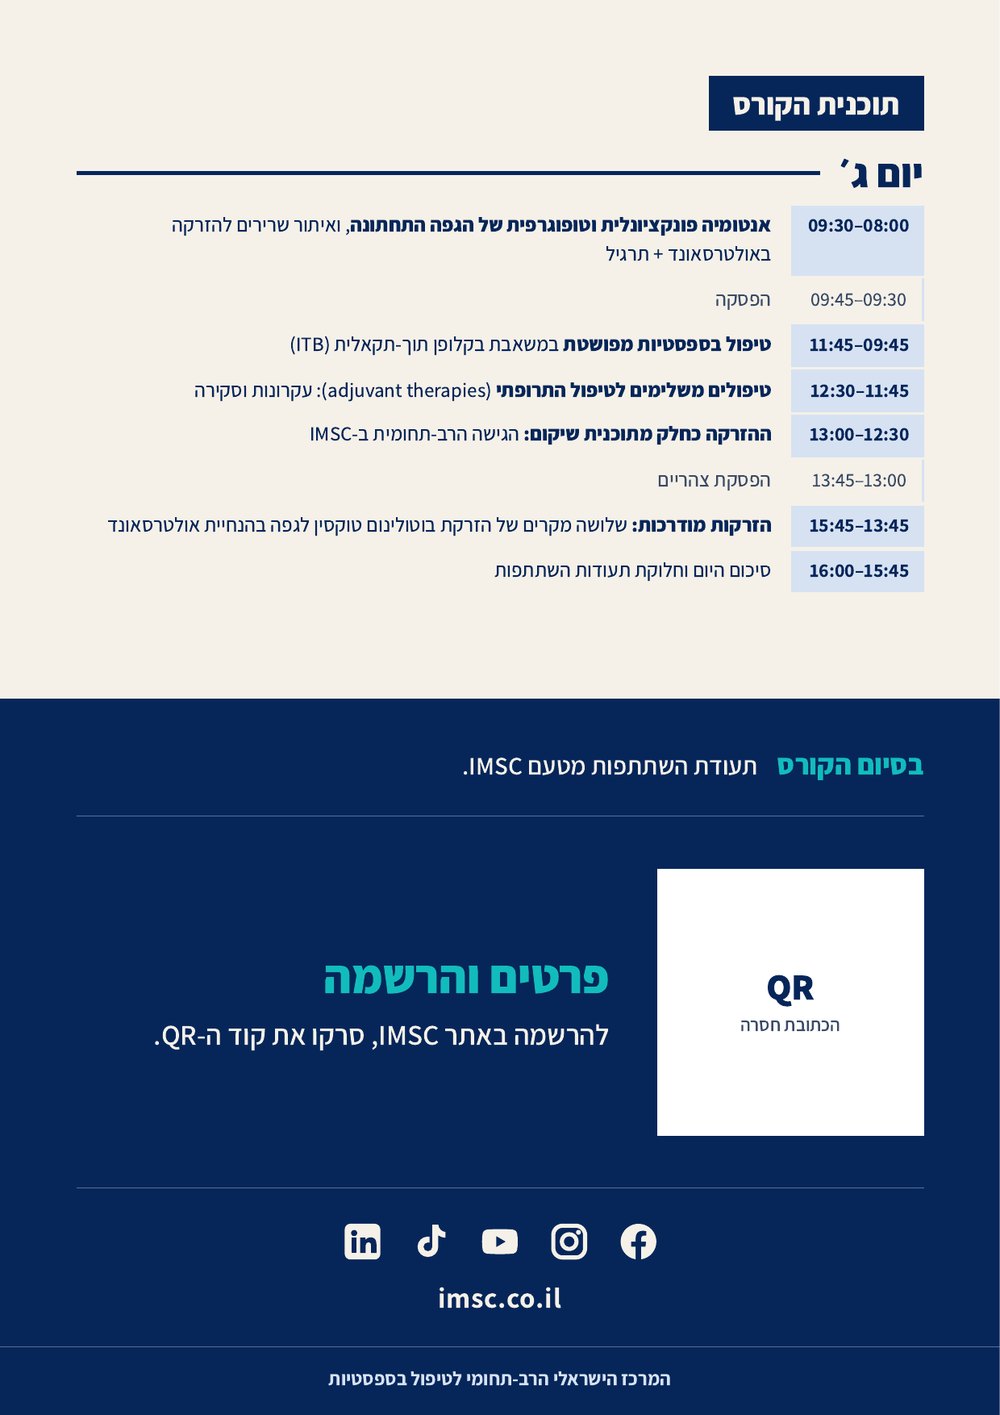 תוכנית הקורס
יום ג׳
09:30–08:00 אנטומיה פונקציונלית וטופוגרפית של הגפה התחתונה, ואיתור שרירים להזרקה
באולטרסאונד + תרגיל
09:45–09:30 הפסקה
11:45–09:45 טיפול בספסטיות מפושטת במשאבת בקלופן תוך-תקאלית (ITB)
12:30–11:45 טיפולים משלימים לטיפול התרופתי (adjuvant therapies): עקרונות וסקירה
13:00–12:30 ההזרקה כחלק מתוכנית שיקום: הגישה הרב-תחומית ב-IMSC
13:45–13:00 הפסקת צהריים
15:45–13:45 הזרקות מודרכות: שלושה מקרים של הזרקת בוטולינום טוקסין לגפה בהנחיית אולטרסאונד
16:00–15:45 סיכום היום וחלוקת תעודות השתתפות
בסיום הקורס תעודת השתתפות מטעם IMSC.
QR
הכתובת חסרה
פרטים והרשמה
להרשמה באתר IMSC, סרקו את קוד ה-QR.
imsc.co.il
המרכז הישראלי הרב-תחומי לטיפול בספסטיות